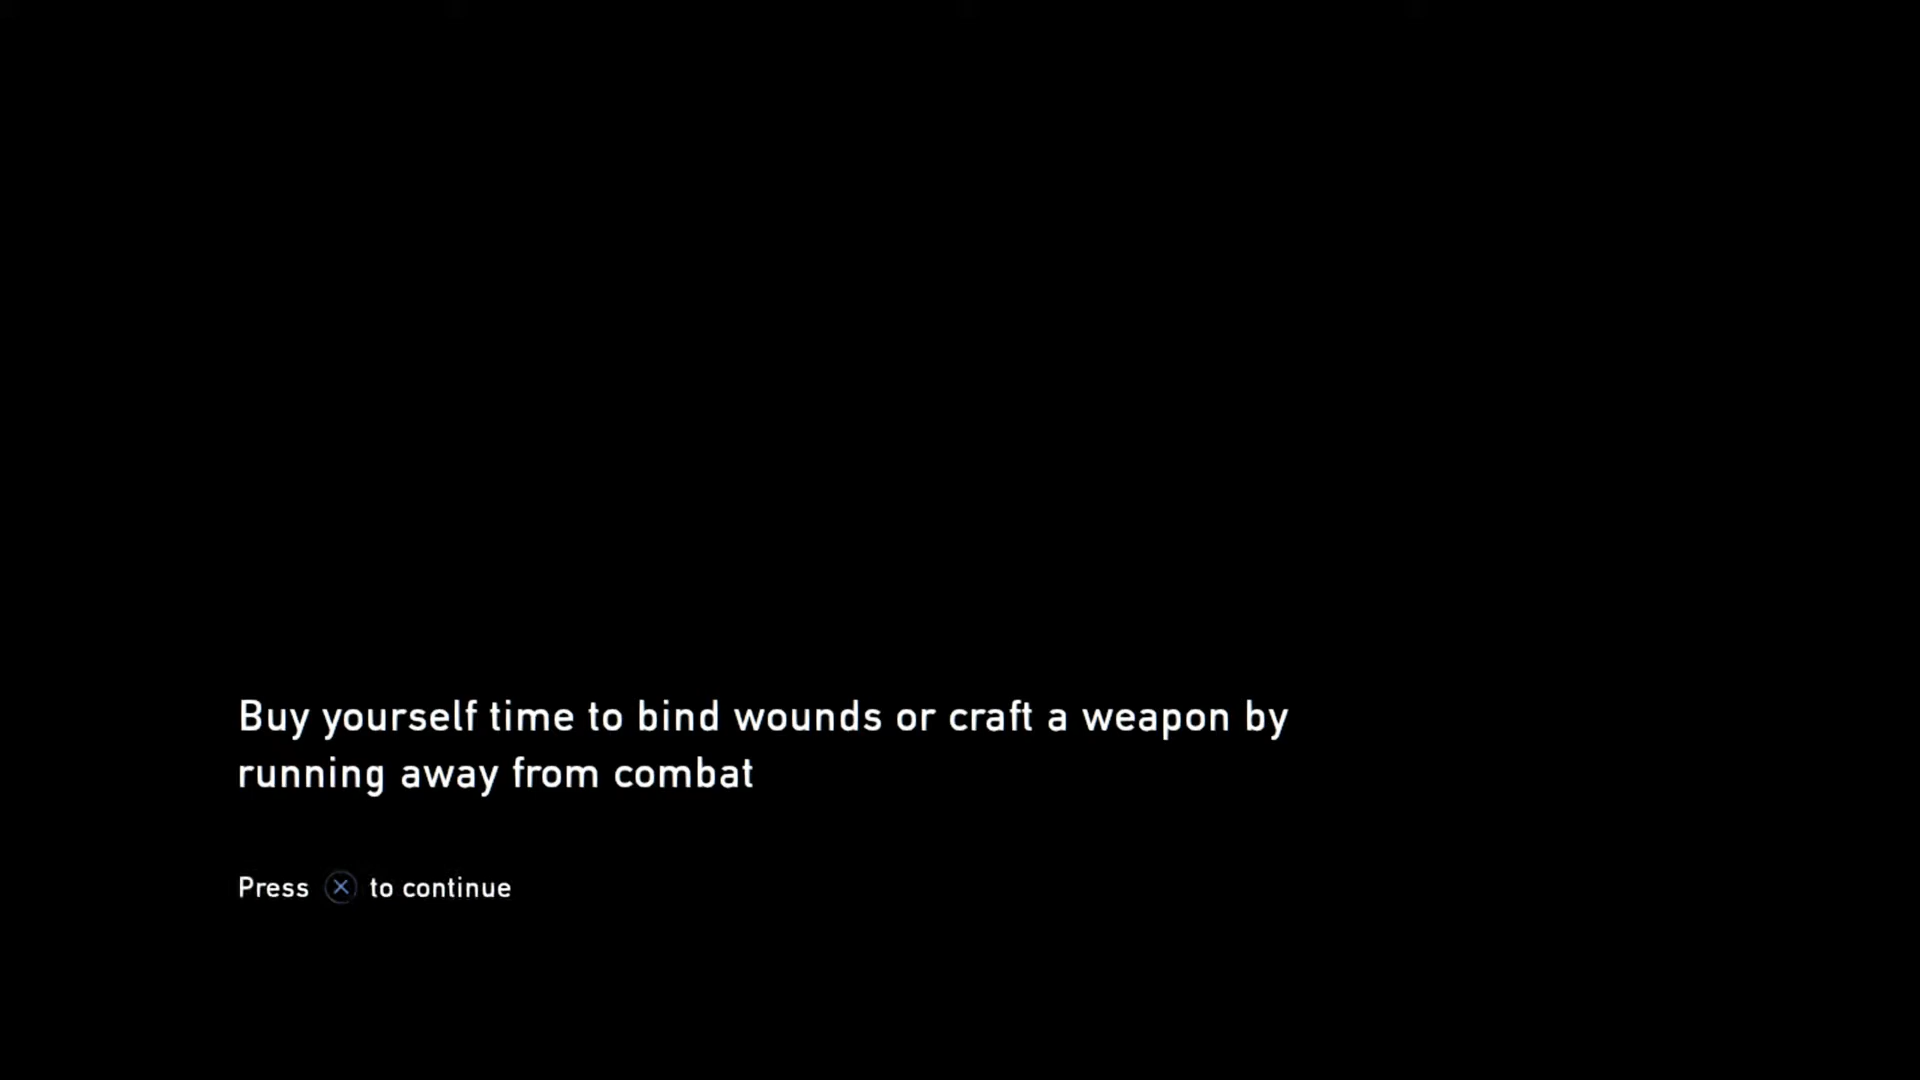 Buy yourself time to bind wounds or craft a weapon by
running away from combat
Press ⓧ to continue